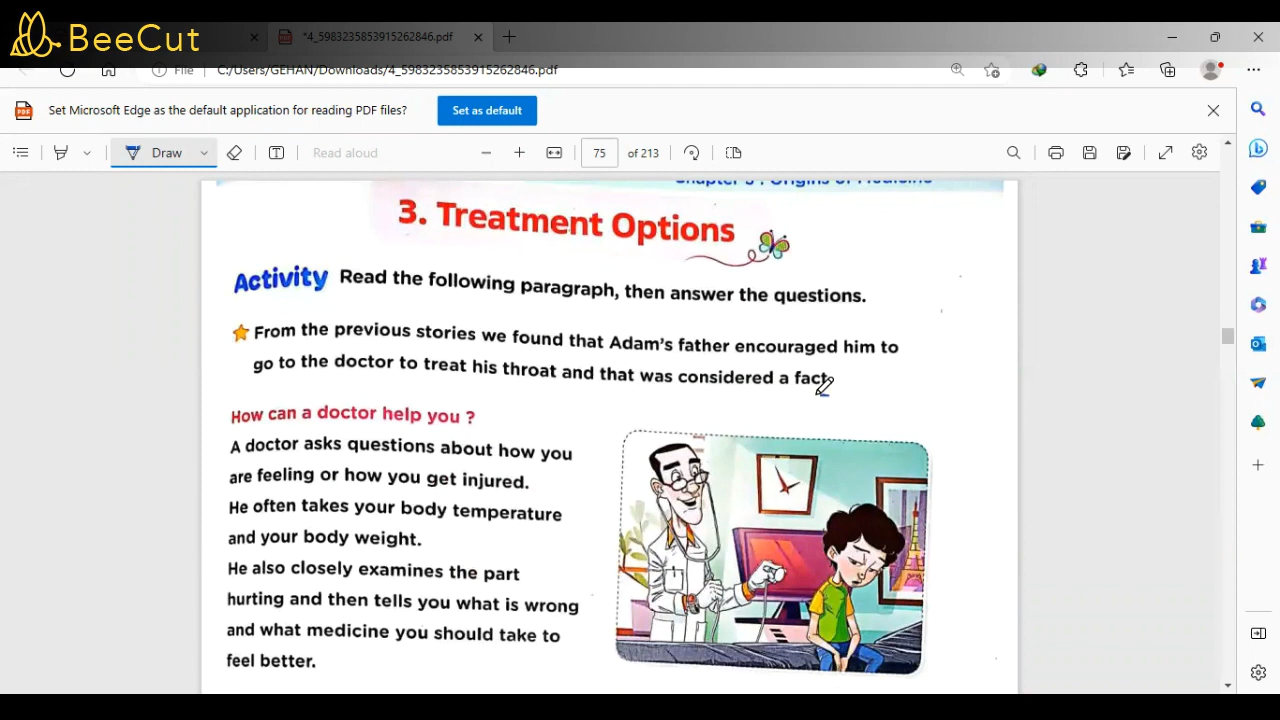 BeeCut
*4_5983235853915262846.pdf
File C:/Users/GEHAN/Downloads/4_5983235853915262846.pdf
Set Microsoft Edge as the default application for reading PDF files? Set as default
Draw Read aloud 75 of 213
Chapter 3 : Origins of Medicine
3. Treatment Options
Activity Read the following paragraph, then answer the questions.
From the previous stories we found that Adam's father encouraged him to
go to the doctor to treat his throat and that was considered a fact.
How can a doctor help you ?
A doctor asks questions about how you
are feeling or how you get injured.
He often takes your body temperature
and your body weight.
He also closely examines the part
hurting and then tells you what is wrong
and what medicine you should take to
feel better.